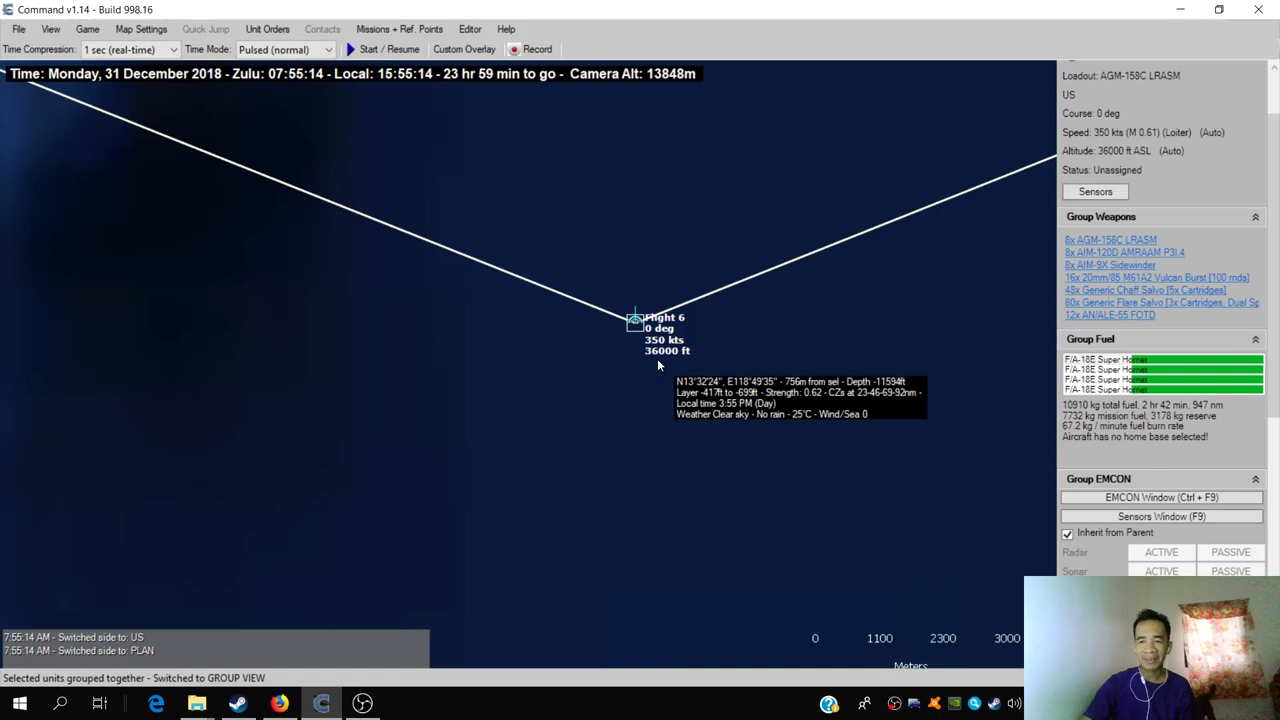 Command v1.14 - Build 998.16
File View Game Map Settings Quick Jump Unit Orders Contacts Missions + Ref. Points Editor Help
Time Compression: 1 sec (real-time) Time Mode: Pulsed (normal) Start / Resume Custom Overlay Record
Time: Monday, 31 December 2018 - Zulu: 07:55:14 - Local: 15:55:14 - 23 hr 59 min to go - Camera Alt: 13848m
Loadout: AGM-158C LRASM
US
Course: 0 deg
Speed: 350 kts (M 0.61) (Loiter) (Auto)
Altitude: 36000 ft ASL (Auto)
Status: Unassigned
Sensors
Group Weapons
8x AGM-158C LRASM
8x AIM-120D AMRAAM P3I.4
8x AIM-9X Sidewinder
16x 20mm/85 M61A2 Vulcan Burst [100 rnds]
48x Generic Chaff Salvo [5x Cartridges]
80x Generic Flare Salvo [3x Cartridges, Dual Sp
12x AN/ALE-55 FOTD
Group Fuel
F/A-18E Super Hornet
F/A-18E Super Hornet
F/A-18E Super Hornet
F/A-18E Super Hornet
10910 kg total fuel, 2 hr 42 min, 947 nm
7732 kg mission fuel, 3178 kg reserve
67.2 kg / minute fuel burn rate
Aircraft has no home base selected!
Group EMCON
EMCON Window (Ctrl + F9)
Sensors Window (F9)
Inherit from Parent
Radar ACTIVE PASSIVE
Sonar ACTIVE PASSIVE
Flight 6
0 deg
350 kts
36000 ft
N13°32'24", E118°49'35" - 756m from sel - Depth -11594ft
Layer -417ft to -699ft - Strength: 0.62 - CZs at 23-46-69-92nm -
Local time 3:55 PM (Day)
Weather Clear sky - No rain - 25°C - Wind/Sea 0
0 1100 2300 3000
Meters
7:55:14 AM - Switched side to: US
7:55:14 AM - Switched side to: PLAN
Selected units grouped together - Switched to GROUP VIEW